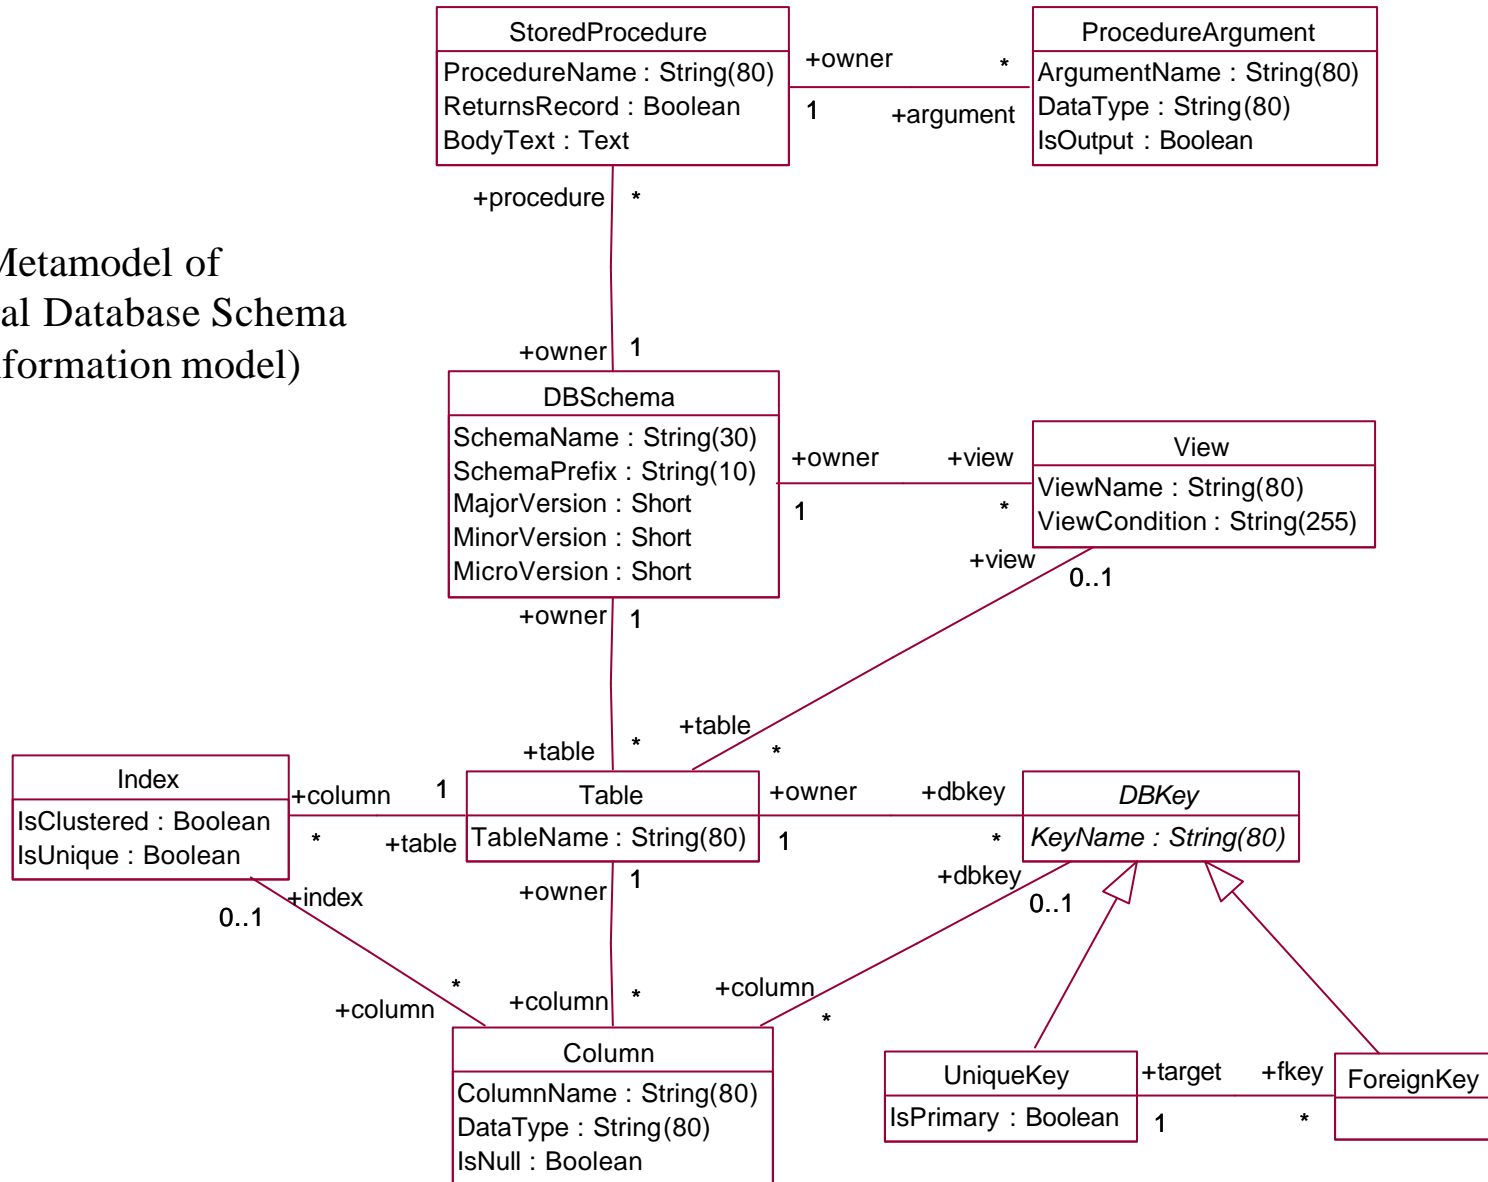 StoredProcedure
ProcedureName : String(80)
ReturnsRecord : Boolean
BodyText : Text
+owner
*
1
+argument
ProcedureArgument
ArgumentName : String(80)
DataType : String(80)
IsOutput : Boolean
+procedure
*
Metamodel of
al Database Schema
formation model)
+owner
1
DBSchema
SchemaName : String(30)
SchemaPrefix : String(10)
MajorVersion : Short
MinorVersion : Short
MicroVersion : Short
+owner
+view
1
*
View
ViewName : String(80)
ViewCondition : String(255)
+view
0..1
+owner
1
+table
*
+table
*
Index
IsClustered : Boolean
IsUnique : Boolean
+column
1
*
+table
Table
TableName : String(80)
+owner
+dbkey
1
*
DBKey
KeyName : String(80)
+index
0..1
+owner
1
+dbkey
0..1
*
+column
+column
*
+column
*
Column
ColumnName : String(80)
DataType : String(80)
IsNull : Boolean
UniqueKey
IsPrimary : Boolean
+target
+fkey
1
*
ForeignKey